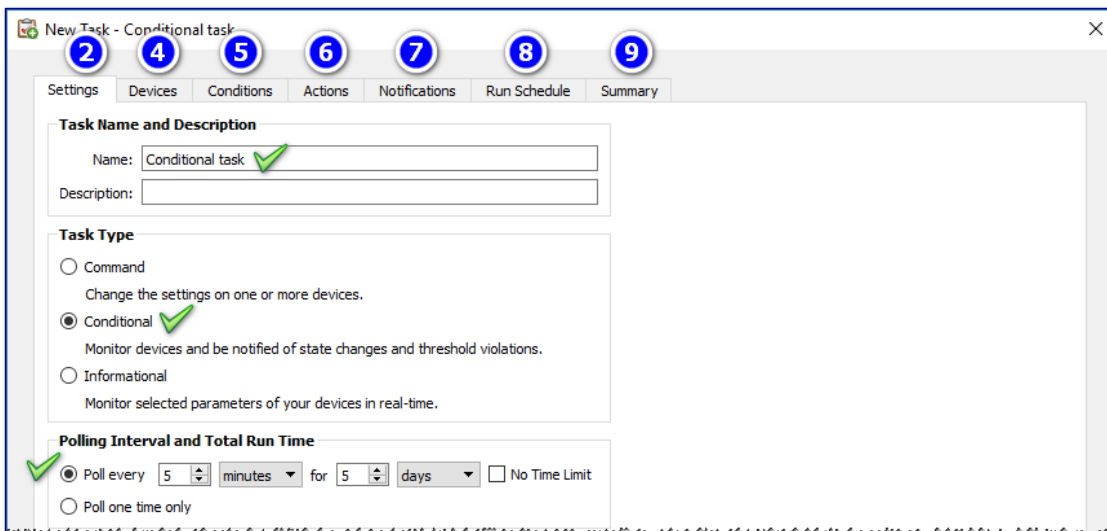 New Task - Conditional task
2 4 5 6 7 8 9
Settings Devices Conditions Actions Notifications Run Schedule Summary
Task Name and Description
Name: Conditional task
Description:
Task Type
Command
Change the settings on one or more devices.
Conditional
Monitor devices and be notified of state changes and threshold violations.
Informational
Monitor selected parameters of your devices in real-time.
Polling Interval and Total Run Time
Poll every 5 minutes for 5 days No Time Limit
Poll one time only